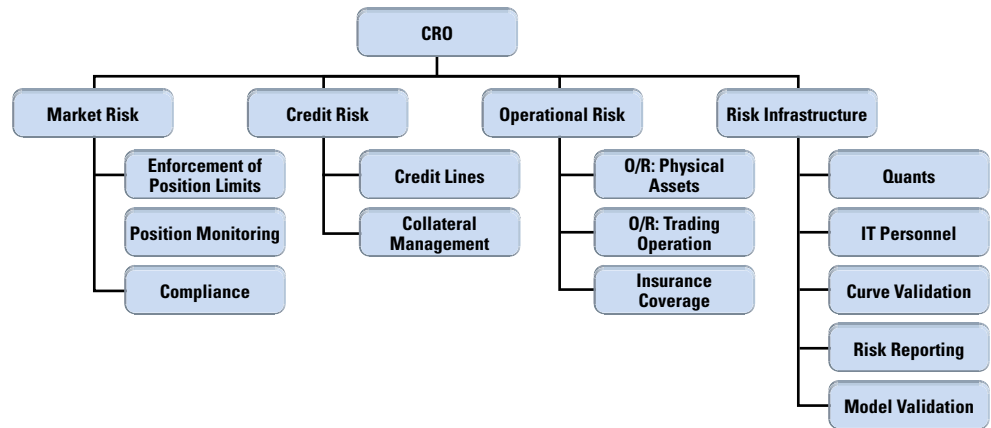 CRO
Market Risk
Credit Risk
Operational Risk
Risk Infrastructure
Enforcement of
Position Limits
Position Monitoring
Compliance
Credit Lines
Collateral
Management
O/R: Physical
Assets
O/R: Trading
Operation
Insurance
Coverage
Quants
IT Personnel
Curve Validation
Risk Reporting
Model Validation